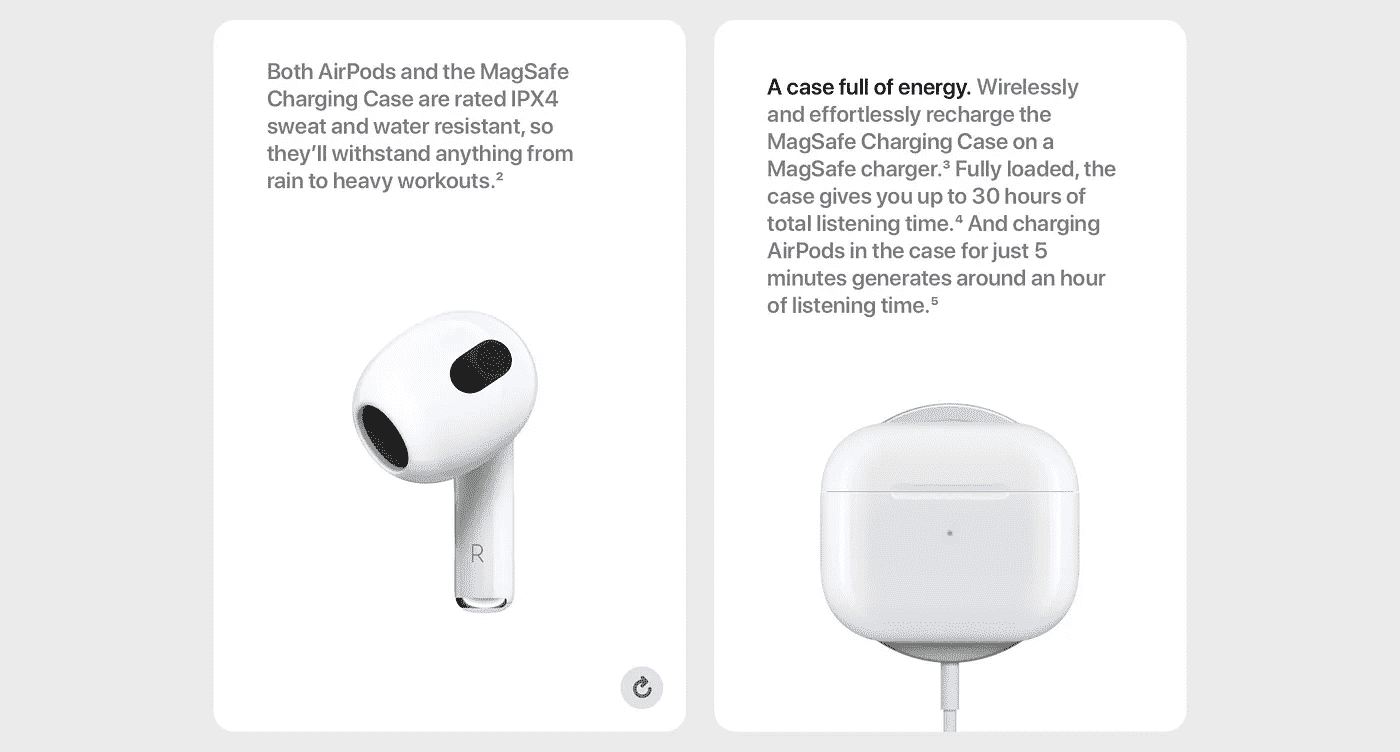 Both AirPods and the MagSafe
Charging Case are rated IPX4
sweat and water resistant, so
they’ll withstand anything from
rain to heavy workouts.²
R
A case full of energy. Wirelessly
and effortlessly recharge the
MagSafe Charging Case on a
MagSafe charger.³ Fully loaded, the
case gives you up to 30 hours of
total listening time.⁴ And charging
AirPods in the case for just 5
minutes generates around an hour
of listening time.⁵